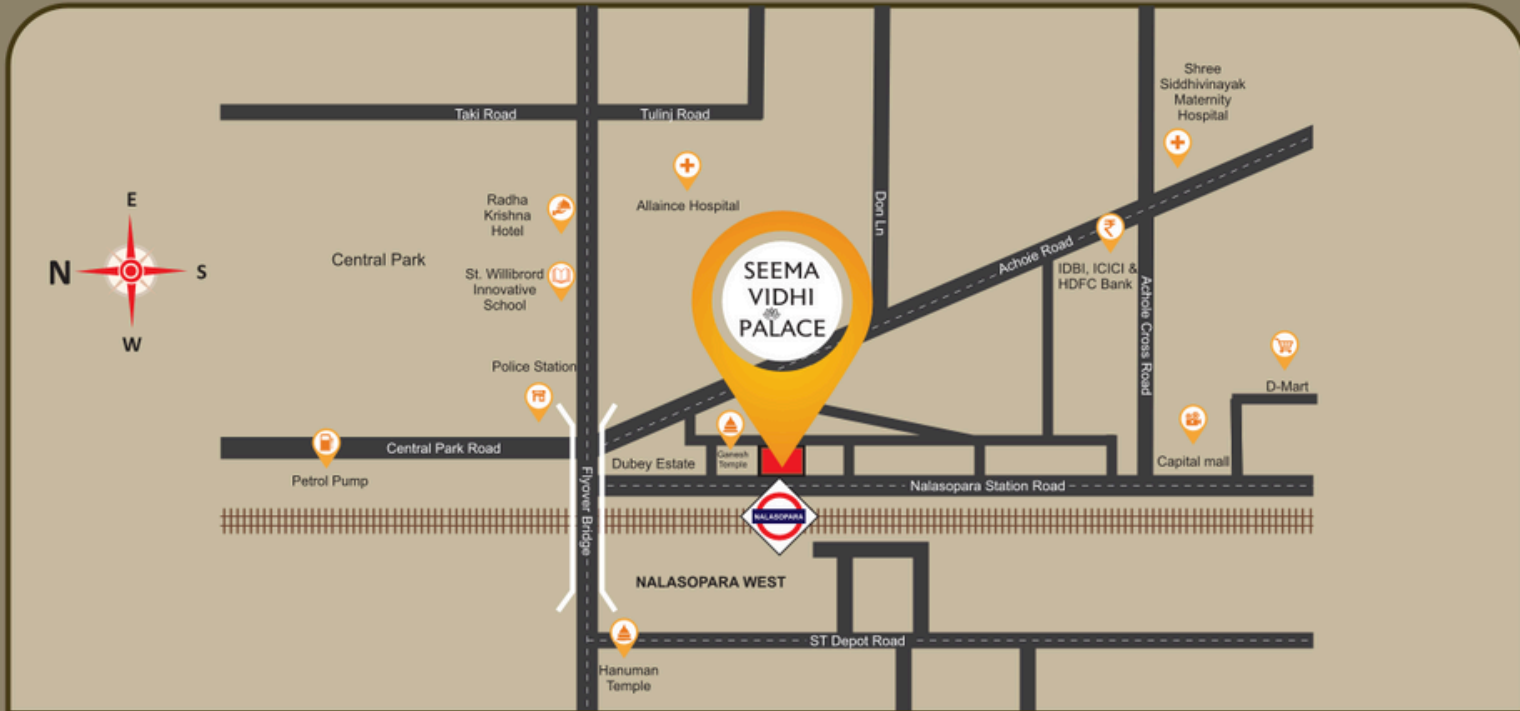 Shree
Siddhivinayak
Maternity
Hospital
Taki Road
Tulinj Road
E
N
S
W
Radha
Krishna
Hotel
Allaince Hospital
Don Ln
Central Park
St. Willibrord
Innovative
School
SEEMA
VIDHI
PALACE
Achole Road
IDBI, ICICI &
HDFC Bank
Achole Cross Road
Police Station
D-Mart
Central Park Road
Petrol Pump
Dubey Estate
Ganesh
Temple
Capital mall
Flyover Bridge
Nalasopara Station Road
NALASOPARA
NALASOPARA WEST
ST Depot Road
Hanuman
Temple